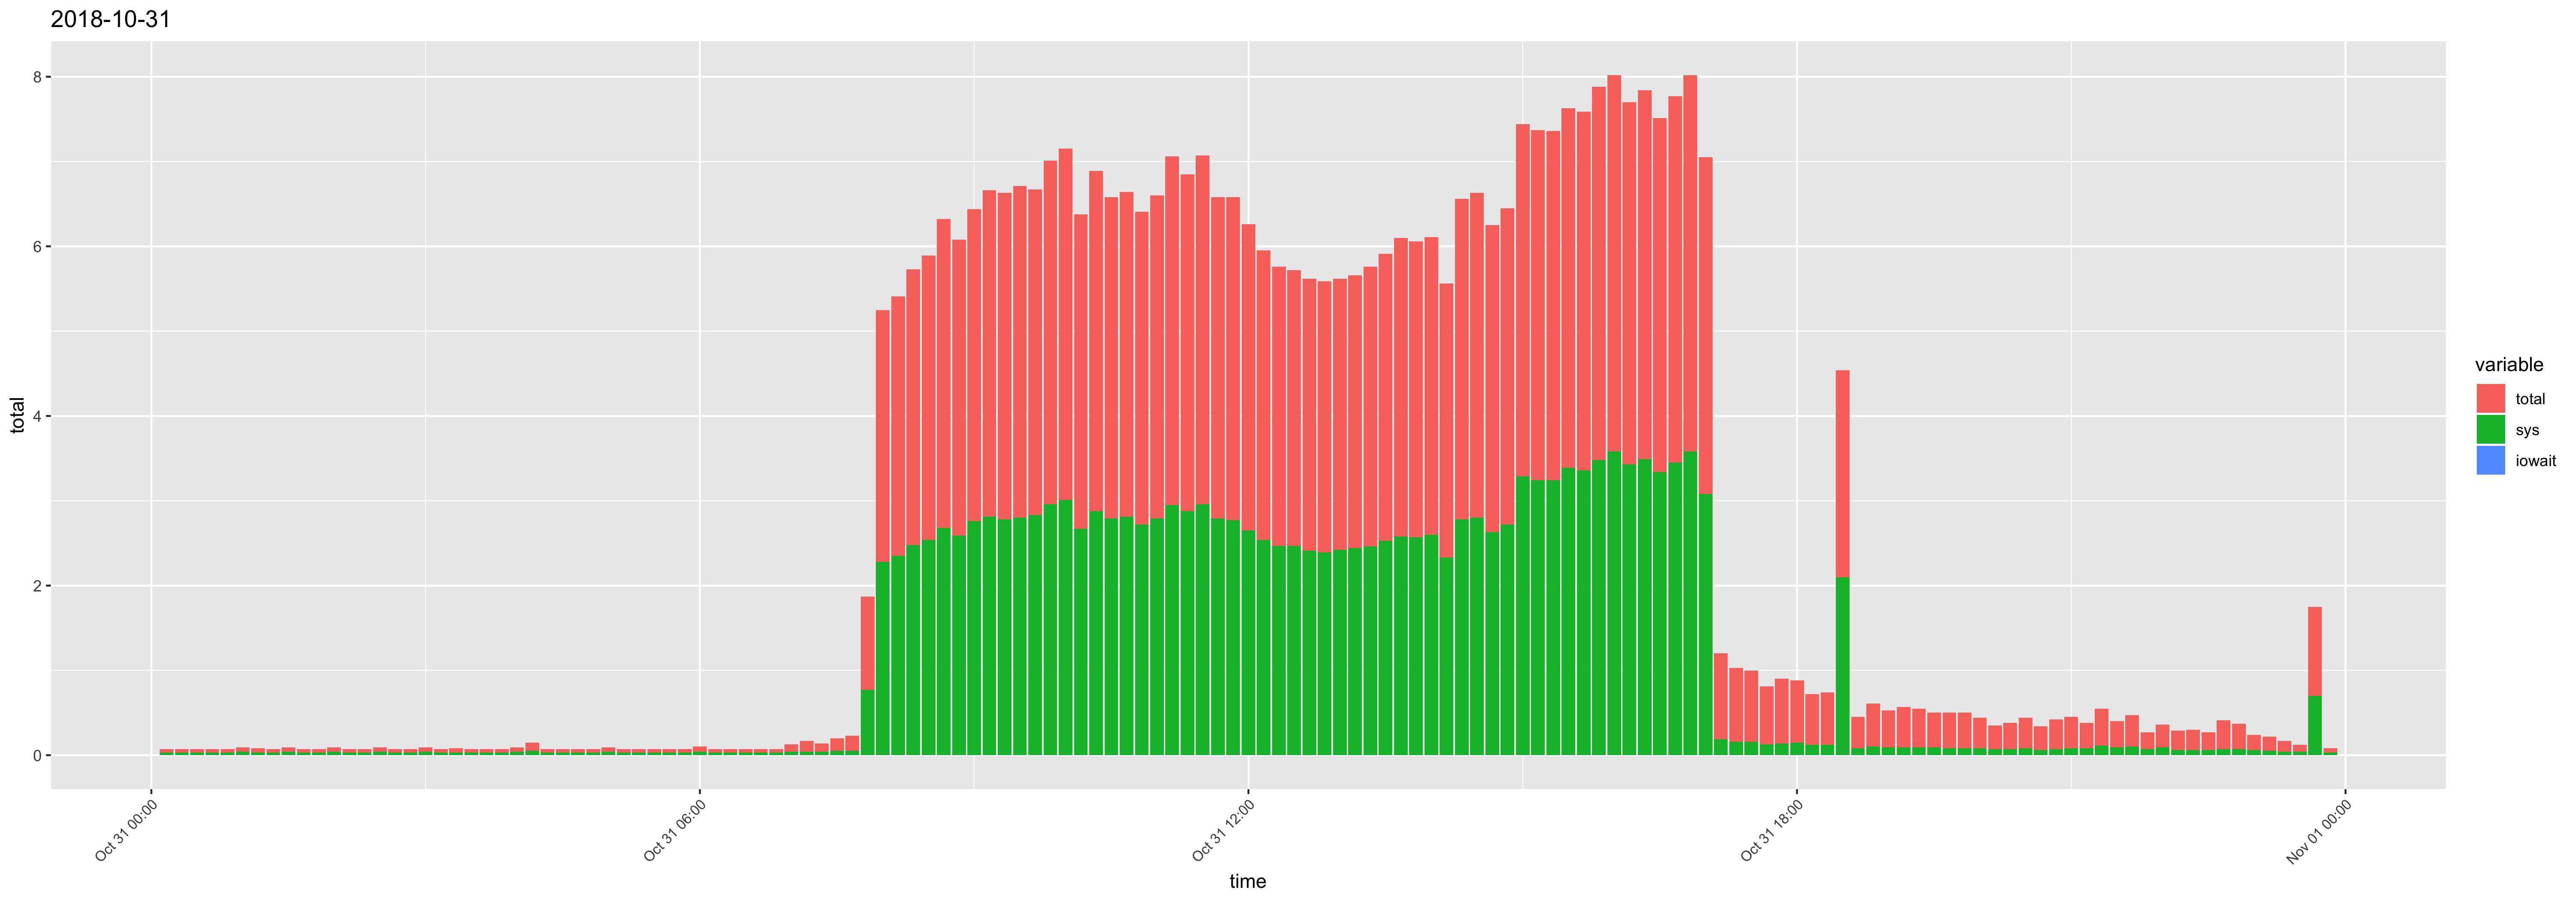 2018-10-31
total
8
6
4
2
0
Oct 31 00:00
Oct 31 06:00
Oct 31 12:00
Oct 31 18:00
Nov 01 00:00
time
variable
total
sys
iowait